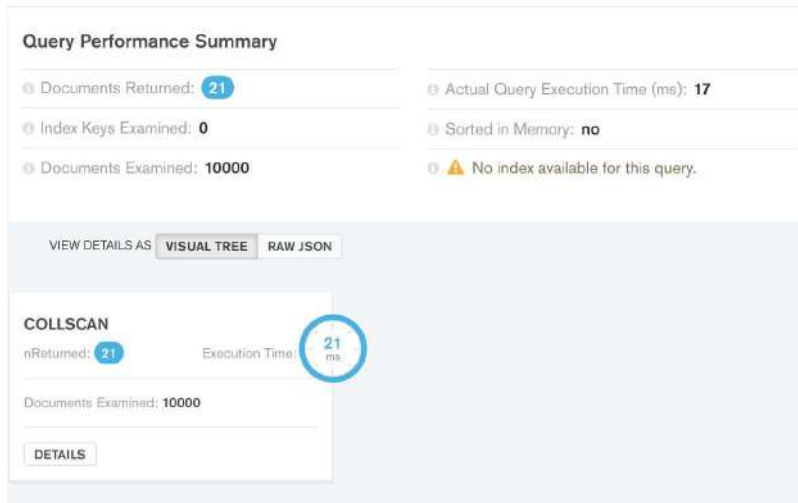 Query Performance Summary
Documents Returned: 21
Actual Query Execution Time (ms): 17
Index Keys Examined: 0
Sorted in Memory: no
Documents Examined: 10000
No index available for this query.
VIEW DETAILS AS VISUAL TREE RAW JSON
COLLSCAN
nReturned: 21 Execution Time: 21 ms
Documents Examined: 10000
DETAILS